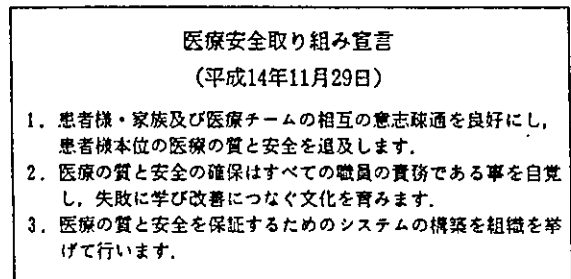 医療安全取り組み宣言
(平成14年11月29日)
1. 患者様・家族及び医療チームの相互の意志疎通を良好にし,
患者様本位の医療の質と安全を追及します.
2. 医療の質と安全の確保はすべての職員の責務である事を自覚
し, 失敗に学び改善につなぐ文化を育みます.
3. 医療の質と安全を保証するためのシステムの構築を組織を挙
げて行います.